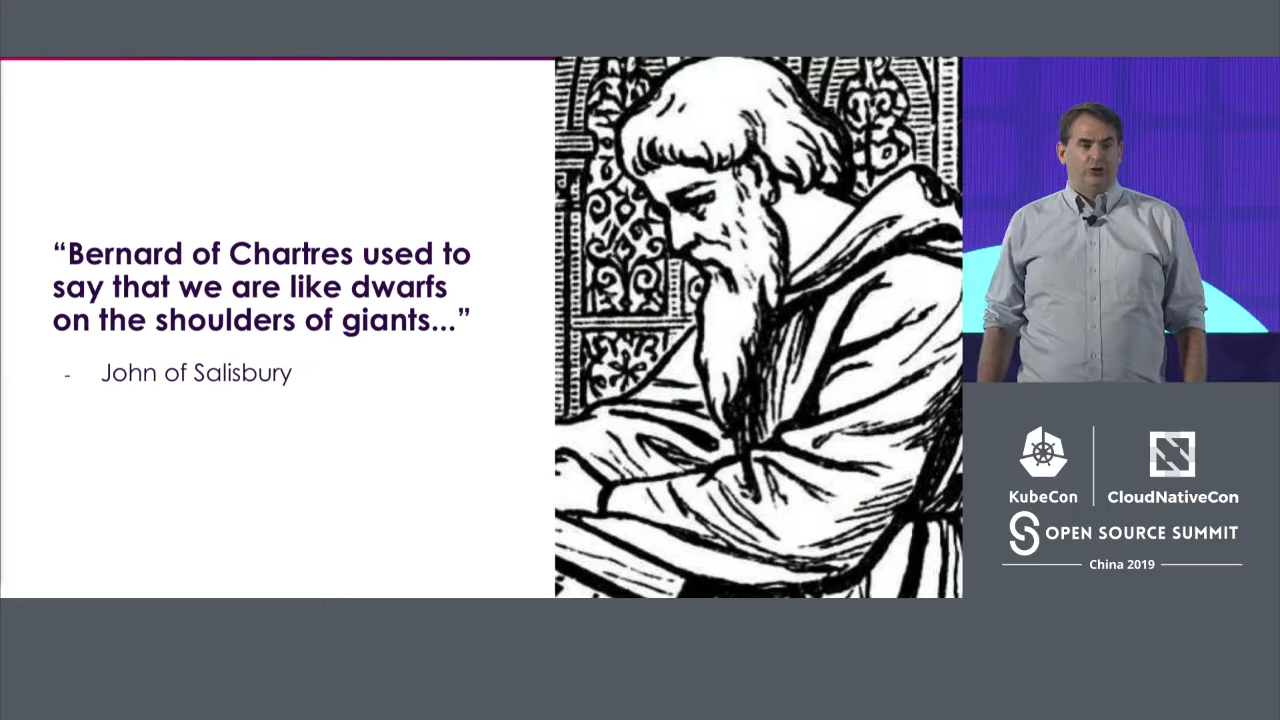 “Bernard of Chartres used to
say that we are like dwarfs
on the shoulders of giants...”
- John of Salisbury
KubeCon
CloudNativeCon
OPEN SOURCE SUMMIT
China 2019